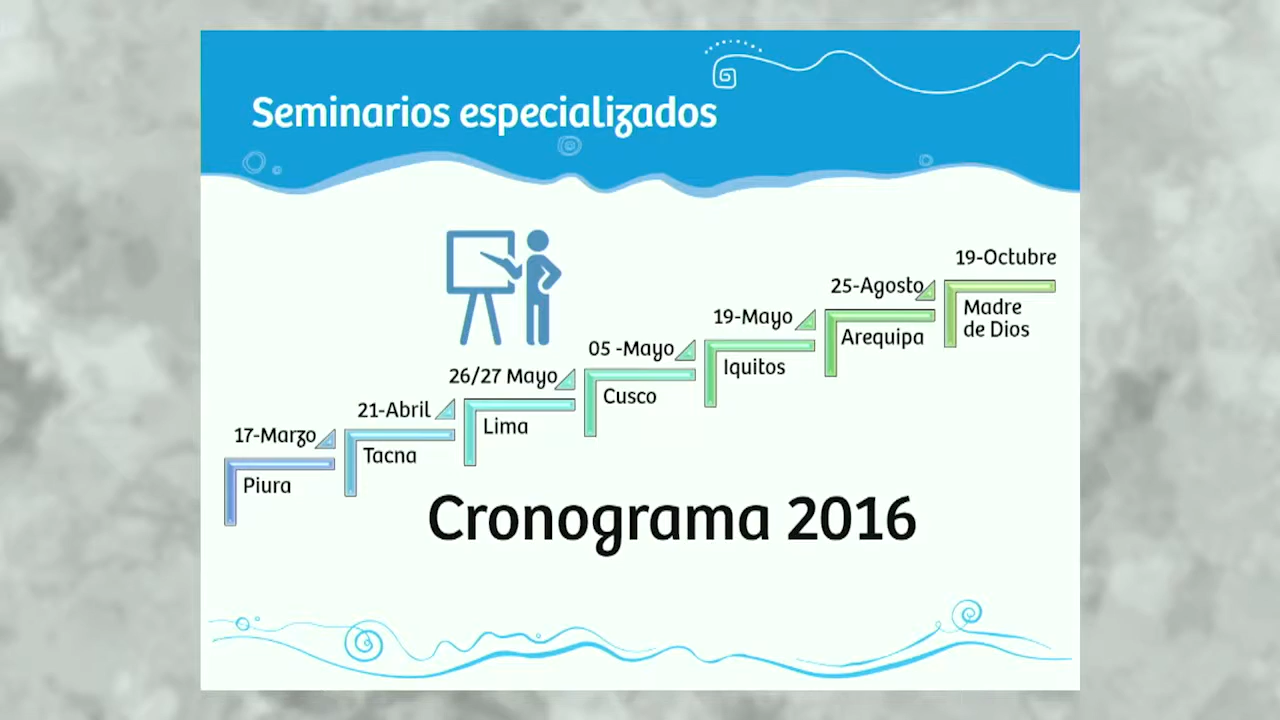 Seminarios especializados
17-Marzo
Piura
21-Abril
Tacna
26/27 Mayo
Lima
05 -Mayo
Cusco
19-Mayo
Iquitos
25-Agosto
Arequipa
19-Octubre
Madre
de Dios
Cronograma 2016